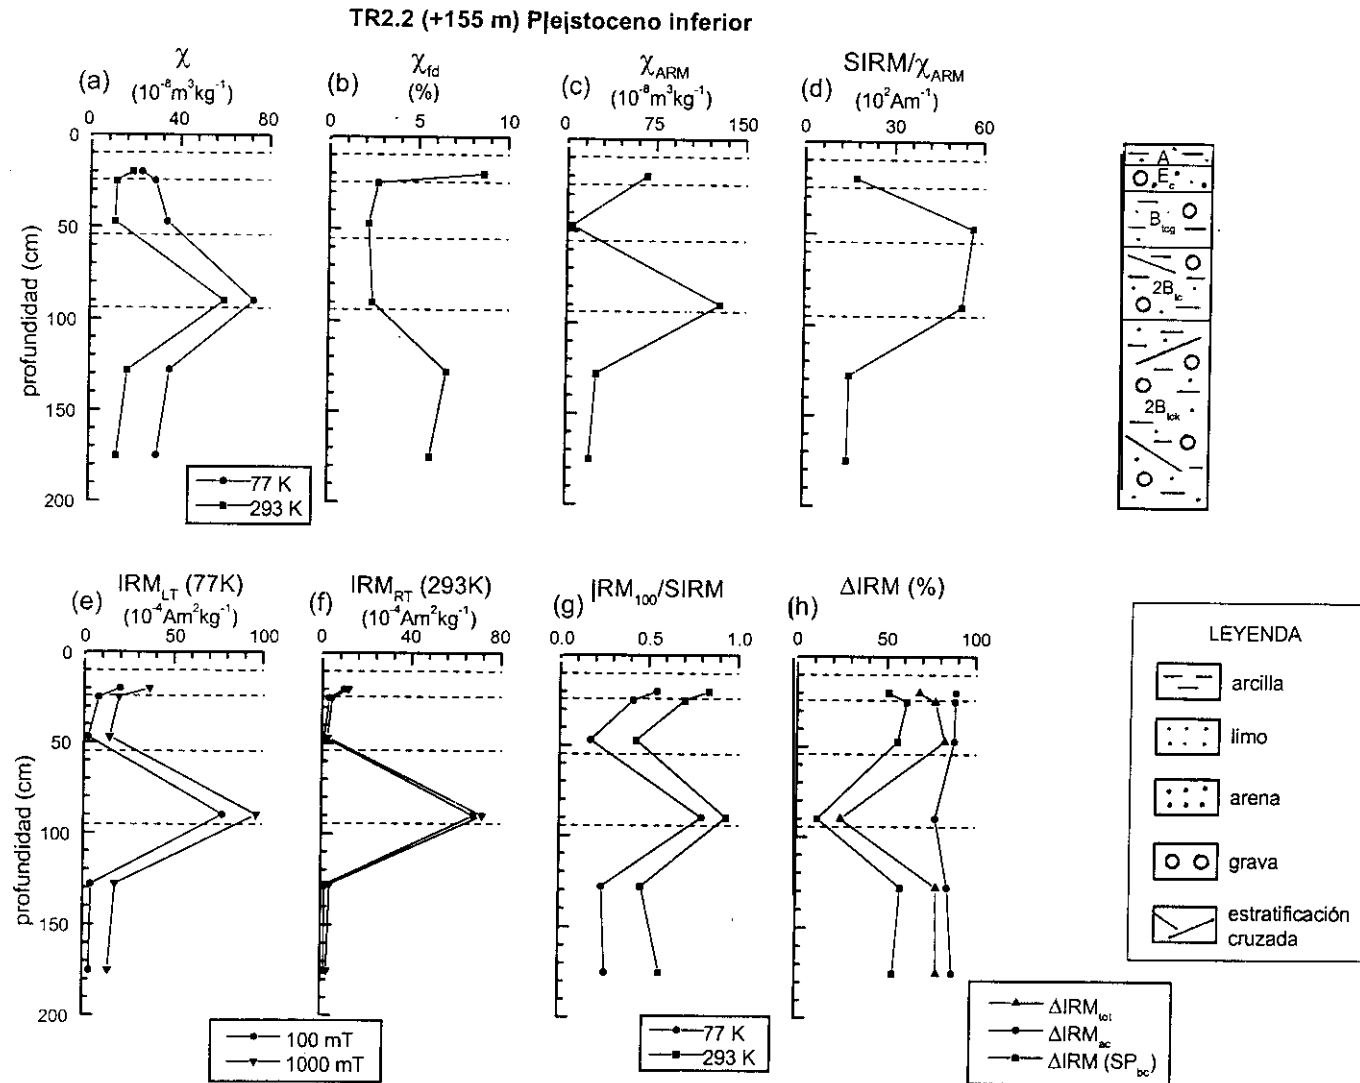 TR2.2 (+155 m) Plejstoceno inferior
(a) χ
(10⁻⁸m³kg⁻¹)
0 40 80
(b) χfd
(%)
0 5 10
(c) χARM
(10⁻⁸m³kg⁻¹)
0 75 150
(d) SIRM/χARM
(10²Am⁻¹)
0 30 60
profundidad (cm)
0
50
100
150
200
77 K
293 K
A
Ec
Btcg
2Btc
2Btck
(e) IRMLT (77K)
(10⁻⁴Am²kg⁻¹)
0 50 100
(f) IRMRT (293K)
(10⁻⁴Am²kg⁻¹)
0 40 80
(g) IRM₁₀₀/SIRM
0.0 0.5 1.0
(h) ΔIRM (%)
0 50 100
profundidad (cm)
0
50
100
150
200
100 mT
1000 mT
77 K
293 K
ΔIRMtot
ΔIRMac
ΔIRM (SPbc)
LEYENDA
arcilla
limo
arena
grava
estratificación
cruzada